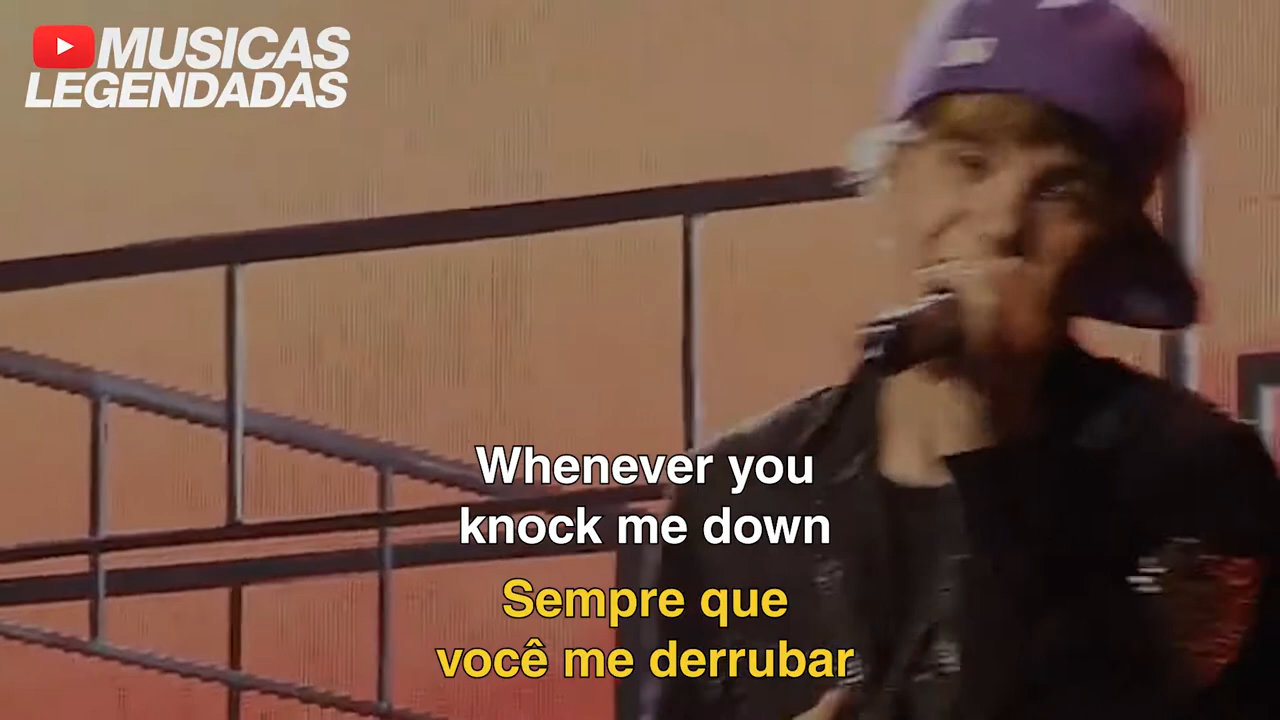 MUSICAS
LEGENDADAS
Whenever you
knock me down
Sempre que
você me derrubar